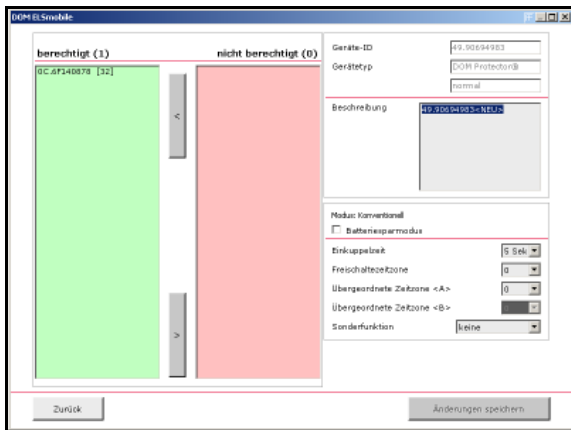 DOM ELSmobile
berechtigt (1)
nicht berechtigt (0)
0C.6F140878 [32]
<
>
Geräte-ID
49.90694983
Gerätetyp
DOM Protector®
normal
Beschreibung
49.90694983<NEU>
Modus: Konventionell
Batteriesparmodus
Einkuppelzeit
5 Sek
Freischaltezeitzone
0
Übergeordnete Zeitzone <A>
0
Übergeordnete Zeitzone <B>
Sonderfunktion
keine
Zurück
Änderungen speichern